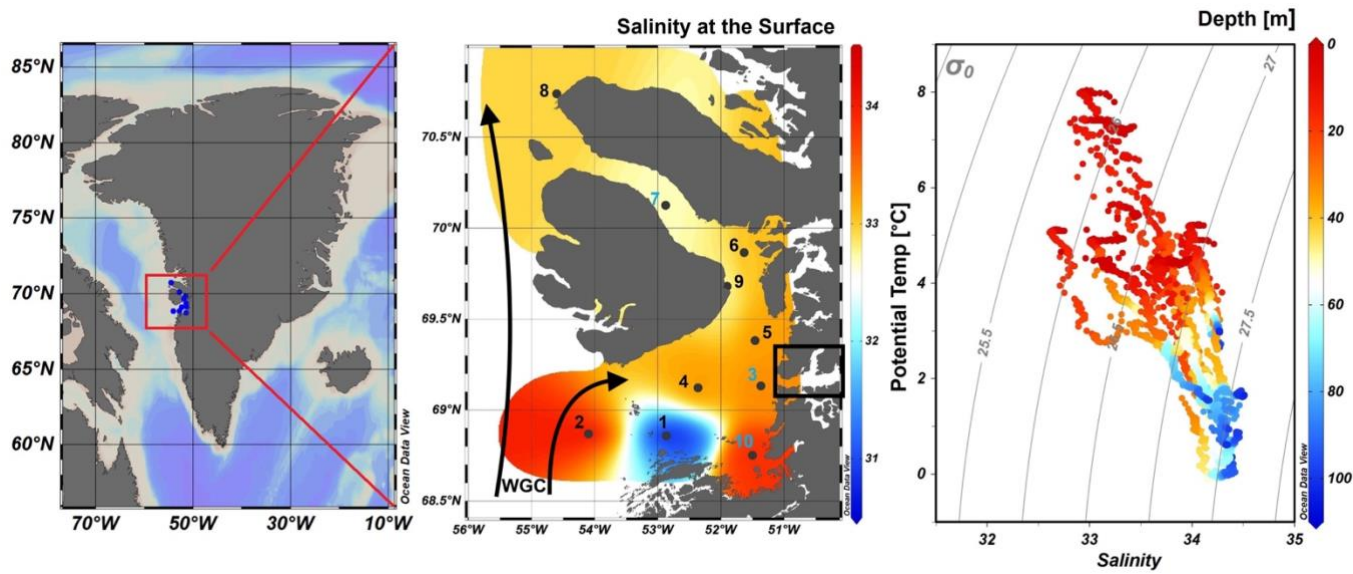 Salinity at the Surface
Depth [m]
85°N
80°N
75°N
70°N
65°N
60°N
70°W
50°W
30°W
10°W
Ocean Data View
70.5°N
70°N
69.5°N
69°N
68.5°N
56°W
54°W
53°W
52°W
51°W
8
7
6
9
5
4
3
2
1
10
WGC
34
33
32
31
Ocean Data View
σ0
25.5
26
26.5
27
27.5
Potential Temp [°C]
8
6
4
2
0
32
33
34
35
Salinity
0
20
40
60
80
100
Ocean Data View